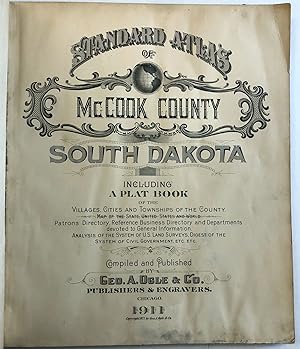 STANDARD ATLAS
OF
McCOOK COUNTY
SOUTH DAKOTA
INCLUDING
A PLAT BOOK
OF THE
VILLAGES, CITIES AND TOWNSHIPS OF THE COUNTY.
MAP OF THE STATE, UNITED STATES AND WORLD.
Patrons Directory, Reference Business Directory and Departments
devoted to General Information.
ANALYSIS OF THE SYSTEM OF U.S. LAND SURVEYS, DIGEST OF THE
SYSTEM OF CIVIL GOVERNMENT, ETC. ETC.
Compiled and Published
BY
GEO. A. OGLE & CO.
PUBLISHERS & ENGRAVERS.
CHICAGO.
1911